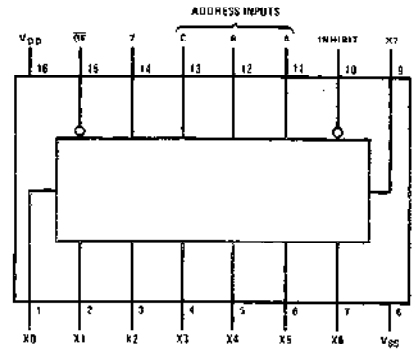 ADDRESS INPUTS
VDD OE Z C B A INHIBIT X7
16 15 14 13 12 11 10 9
1 2 3 4 5 6 7 8
X0 X1 X2 X3 X4 X5 X6 VSS